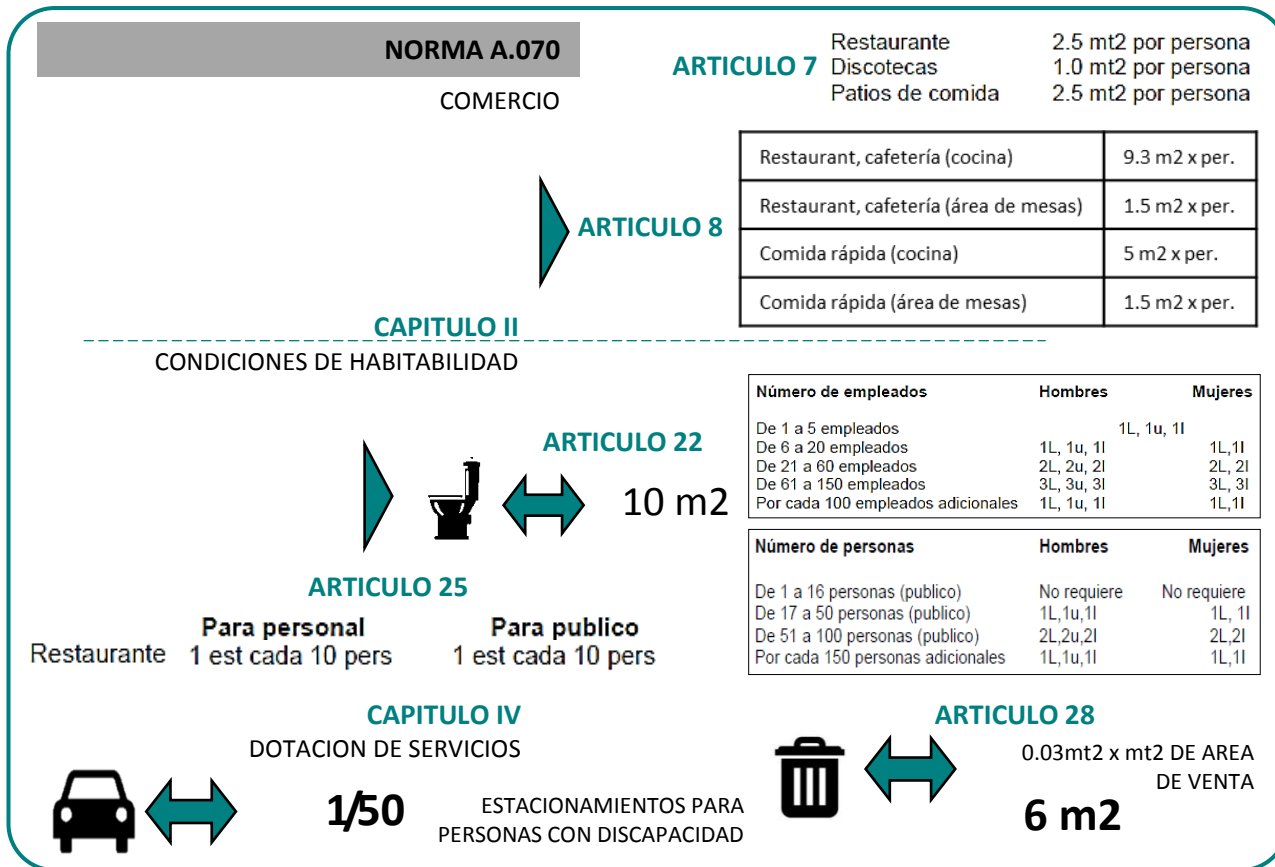 NORMA A.070
COMERCIO
ARTICULO 7
Restaurante 2.5 mt2 por persona
Discotecas 1.0 mt2 por persona
Patios de comida 2.5 mt2 por persona
ARTICULO 8
Restaurant, cafetería (cocina) 9.3 m2 x per.
Restaurant, cafetería (área de mesas) 1.5 m2 x per.
Comida rápida (cocina) 5 m2 x per.
Comida rápida (área de mesas) 1.5 m2 x per.
CAPITULO II
CONDICIONES DE HABITABILIDAD
ARTICULO 22
10 m2
Número de empleados Hombres Mujeres
De 1 a 5 empleados 1L, 1u, 1I
De 6 a 20 empleados 1L, 1u, 1I 1L,1I
De 21 a 60 empleados 2L, 2u, 2I 2L, 2I
De 61 a 150 empleados 3L, 3u, 3I 3L, 3I
Por cada 100 empleados adicionales 1L, 1u, 1I 1L,1I
Número de personas Hombres Mujeres
De 1 a 16 personas (publico) No requiere No requiere
De 17 a 50 personas (publico) 1L,1u,1I 1L, 1I
De 51 a 100 personas (publico) 2L,2u,2I 2L,2I
Por cada 150 personas adicionales 1L,1u,1I 1L,1I
ARTICULO 25
Para personal Para publico
Restaurante 1 est cada 10 pers 1 est cada 10 pers
CAPITULO IV
DOTACION DE SERVICIOS
1/50
ESTACIONAMIENTOS PARA
PERSONAS CON DISCAPACIDAD
ARTICULO 28
0.03mt2 x mt2 DE AREA
DE VENTA
6 m2